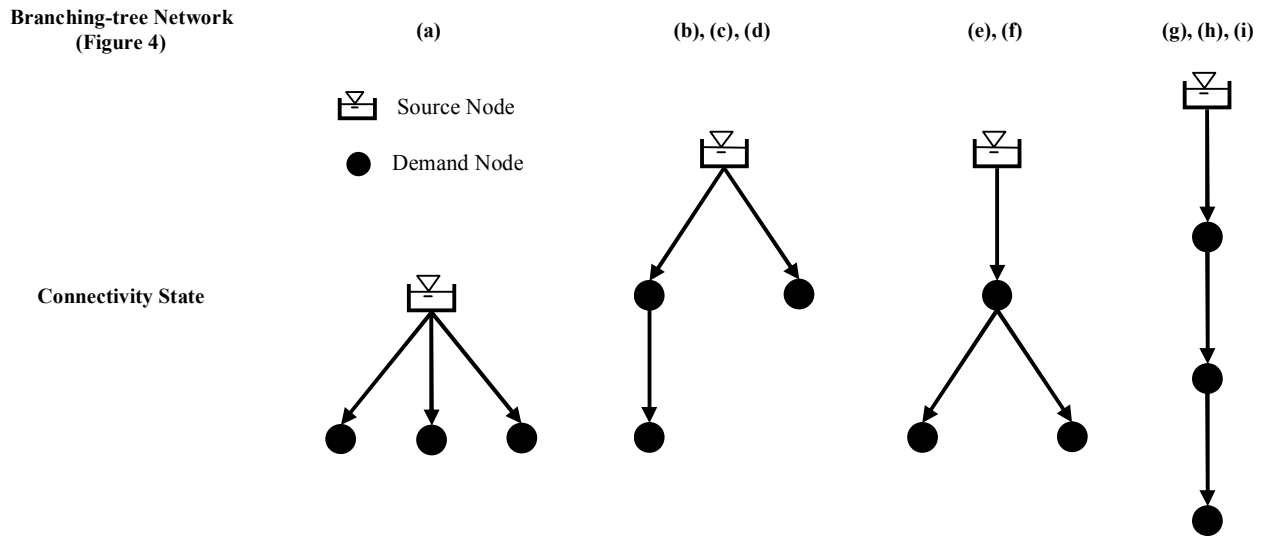 Branching-tree Network
(Figure 4)
(a)
(b), (c), (d)
(e), (f)
(g), (h), (i)
Source Node
Demand Node
Connectivity State